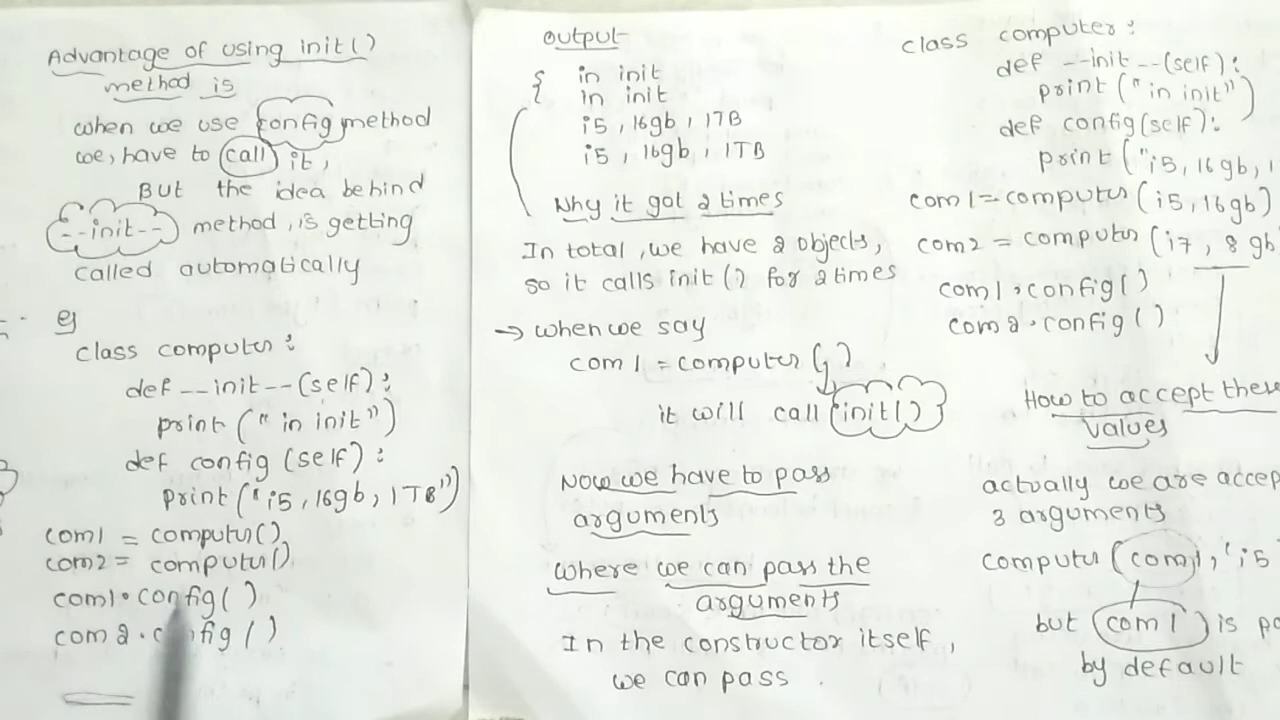 Advantage of using init()
method is
when we use config method
we, have to call it,
But the idea behind
--init-- method, is getting
called automatically
eg
class computer:
def --init--(self):
print("in init")
def config (self):
print("i5, 16gb, 1TB")
com1 = computer()
com2 = computer()
com1.config()
com2.config()
output
in init
in init
i5, 16gb, 1TB
i5, 16gb, 1TB
Why it got 2 times
In total, we have 2 objects,
so it calls init() for 2 times
→ when we say
com1 = computer();
it will call init()
Now we have to pass
arguments
Where we can pass the
arguments
In the constructor itself,
we can pass.
class computer:
def --init--(self):
print("in init")
def config(self):
print("i5, 16gb, 1
com1=computer(i5,16gb)
com2 = computer(i7, 8gb
com1.config()
com2.config()
How to accept these
values
actually we are accep
3 arguments
computer(com1, 'i5
but com1 is pa
by default